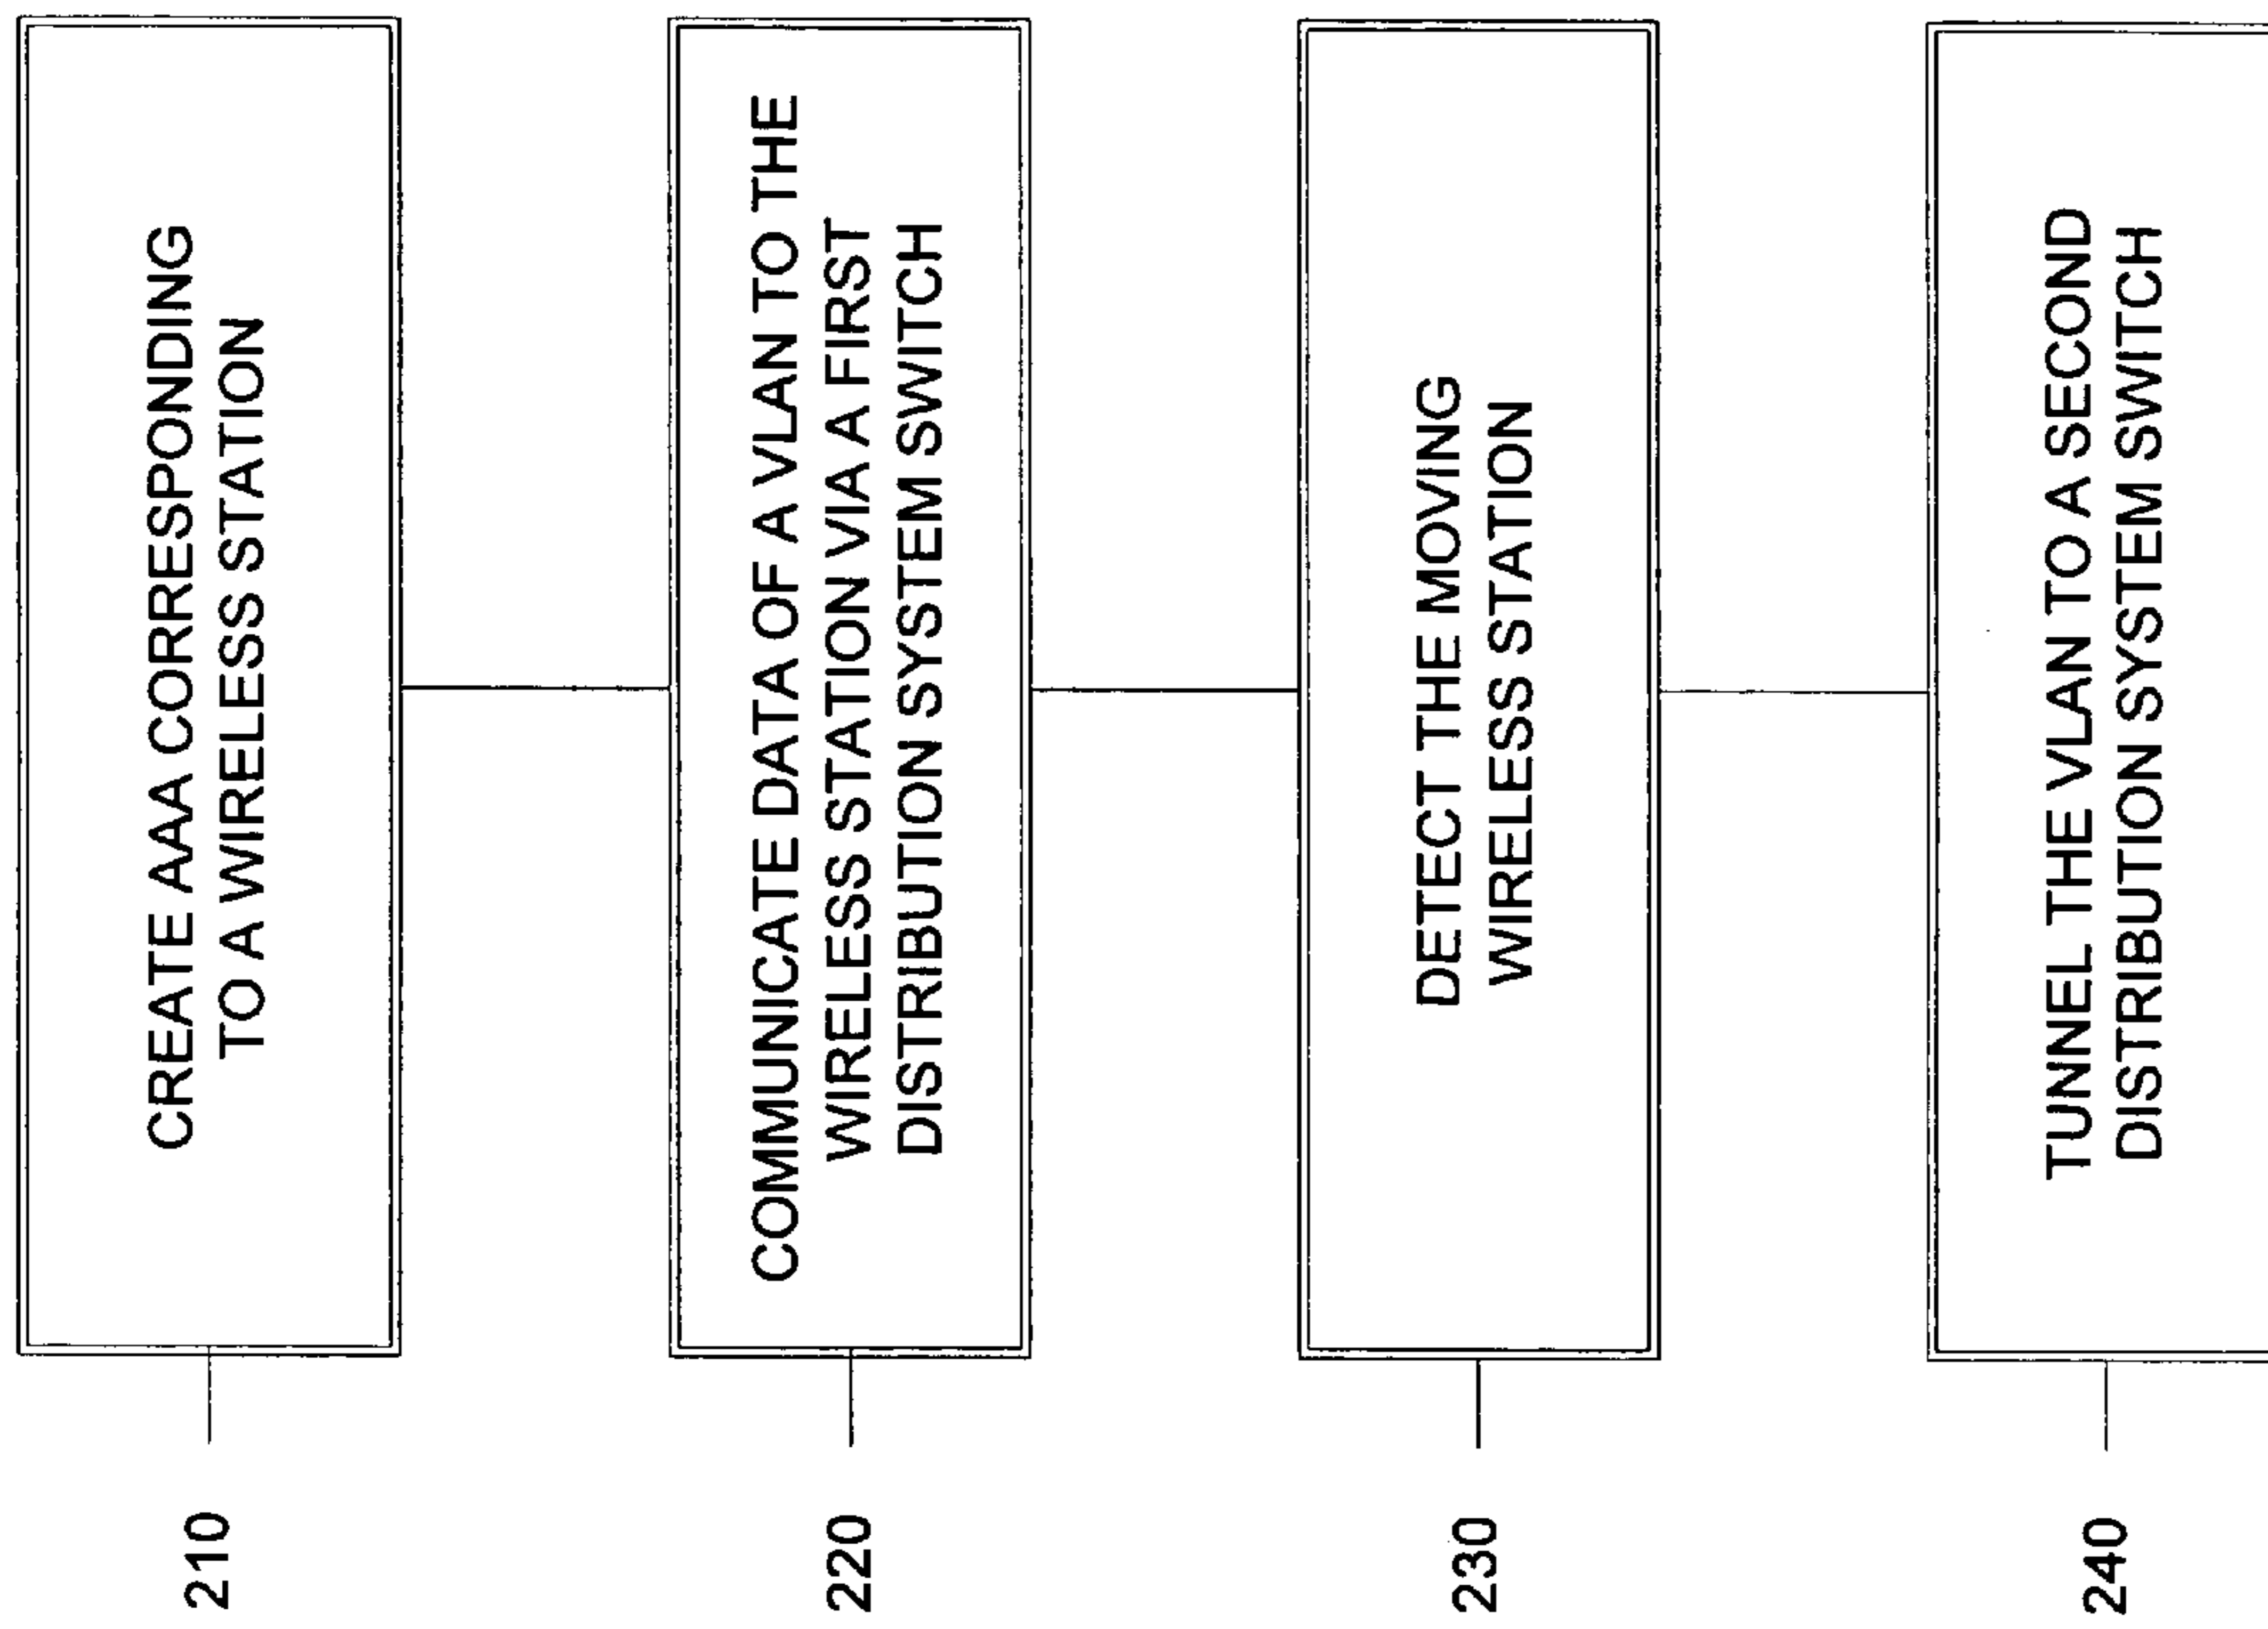 210
CREATE AAA CORRESPONDING
TO A WIRELESS STATION
220
COMMUNICATE DATA OF A VLAN TO THE
WIRELESS STATION VIA A FIRST
DISTRIBUTION SYSTEM SWITCH
230
DETECT THE MOVING
WIRELESS STATION
240
TUNNEL THE VLAN TO A SECOND
DISTRIBUTION SYSTEM SWITCH